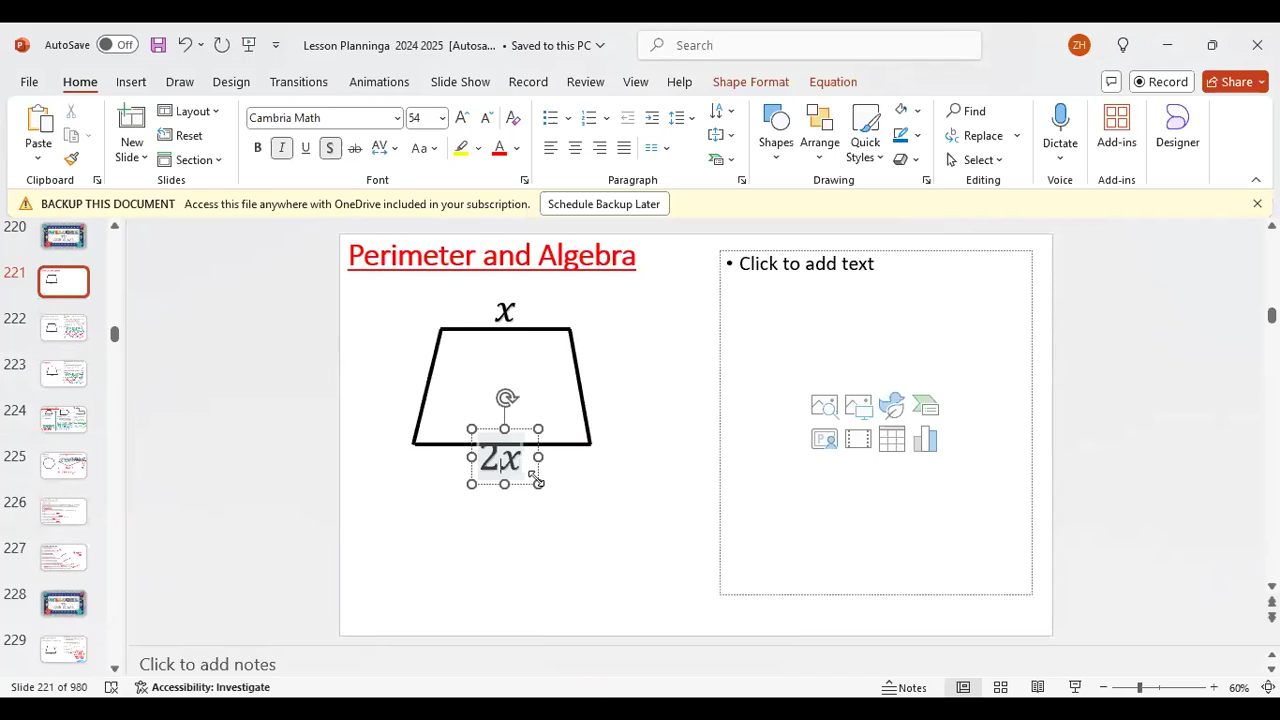 AutoSave Off Lesson Planninga 2024 2025 [Autosa... – Saved to this PC Search ZH
File Home Insert Draw Design Transitions Animations Slide Show Record Review View Help Shape Format Equation Record Share
Paste New Slide Layout Reset Section Cambria Math 54 Shapes Arrange Quick Styles Find Replace Select Dictate Add-ins Designer
Clipboard Slides Font Paragraph Drawing Editing Voice Add-ins
BACKUP THIS DOCUMENT Access this file anywhere with OneDrive included in your subscription. Schedule Backup Later
220
221
222
223
224
225
226
227
228
229
Perimeter and Algebra
x
2x
• Click to add text
Click to add notes
Slide 221 of 980 Accessibility: Investigate Notes 60%